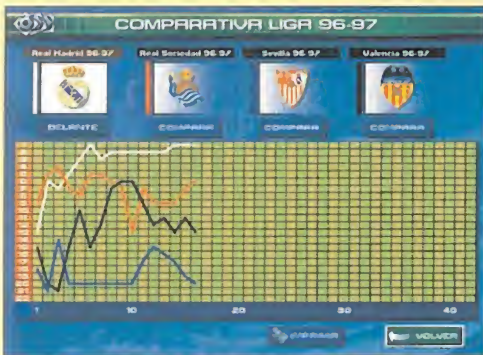 COMPARATIVA LIGA 96-97
Real Madrid 96-97 Real Sociedad 96-97 Sevilla 96-97 Valencia 96-97
COMPARA COMPARA COMPARA
1 10 20 30 40
IMPRIMIR VOLVER